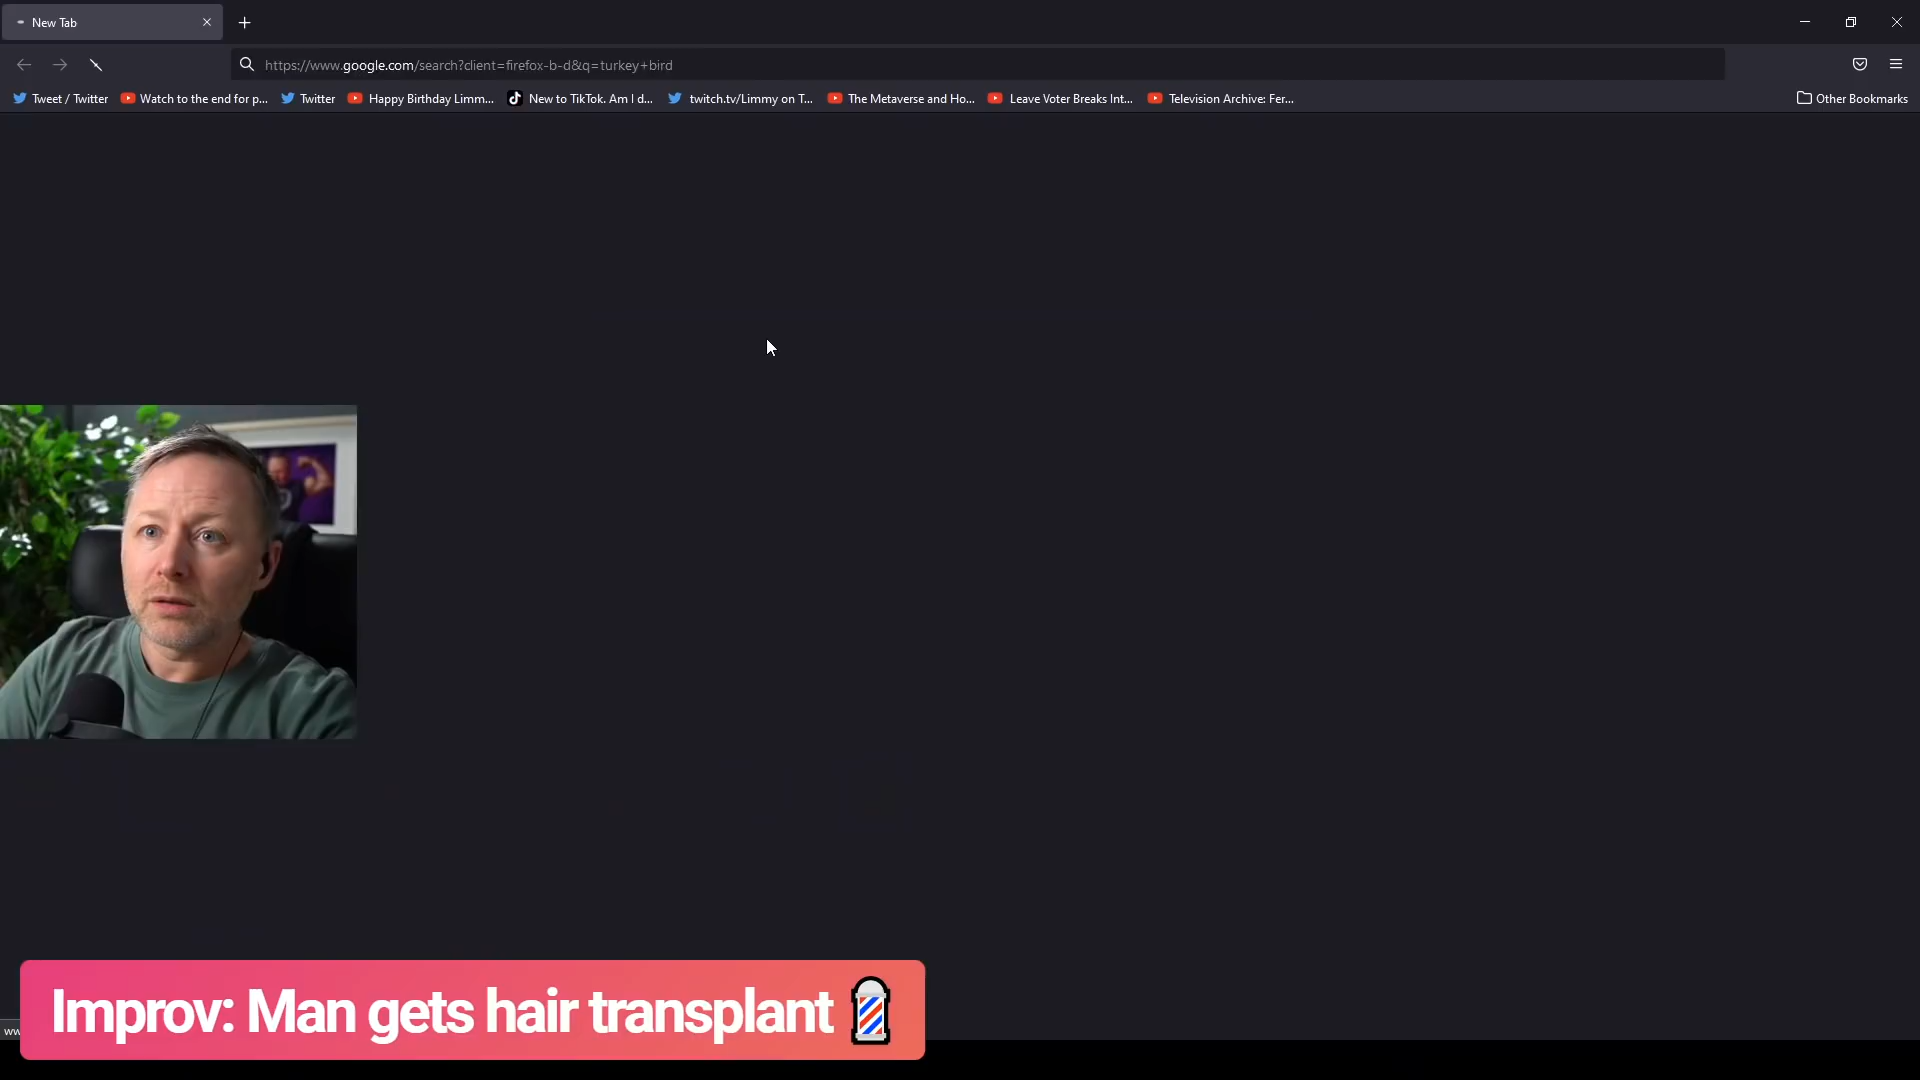 New Tab
https://www.google.com/search?client=firefox-b-d&q=turkey+bird
Tweet / Twitter
Watch to the end for p...
Twitter
Happy Birthday Limm...
New to TikTok. Am I d...
twitch.tv/Limmy on T...
The Metaverse and Ho...
Leave Voter Breaks Int...
Television Archive: Fer...
Other Bookmarks
Improv: Man gets hair transplant